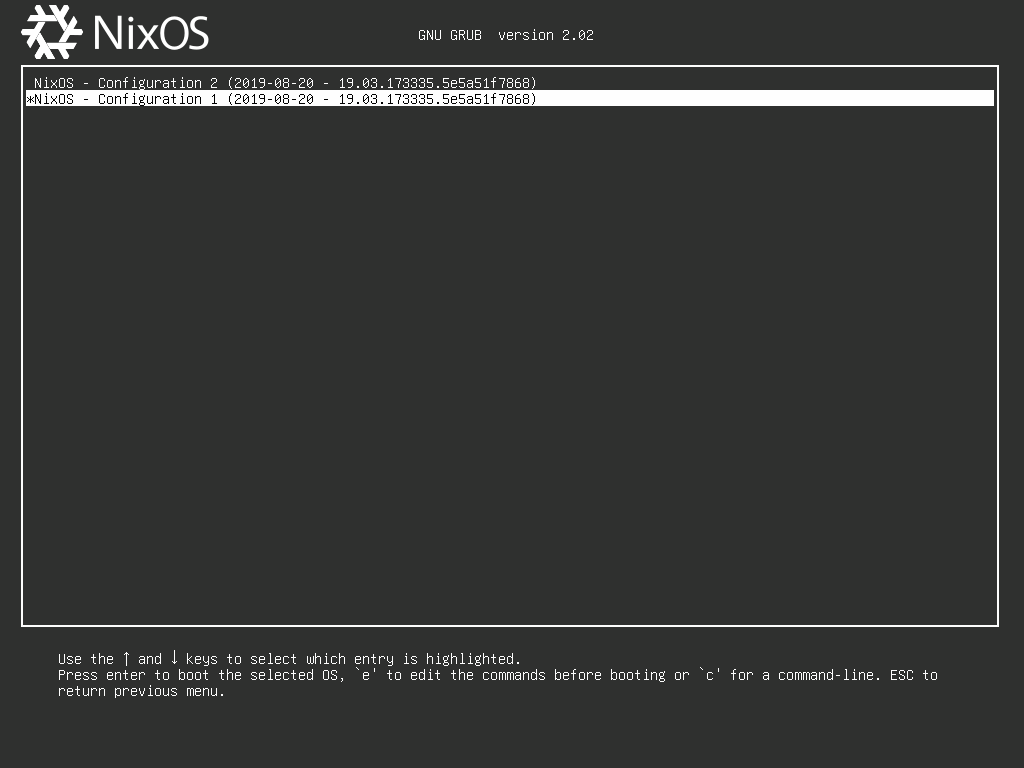 NixOS
GNU GRUB  version 2.02
NixOS - Configuration 2 (2019-08-20 - 19.03.173335.5e5a51f7868)
*NixOS - Configuration 1 (2019-08-20 - 19.03.173335.5e5a51f7868)
Use the ↑ and ↓ keys to select which entry is highlighted.
Press enter to boot the selected OS, `e' to edit the commands before booting or `c' for a command-line. ESC to
return previous menu.